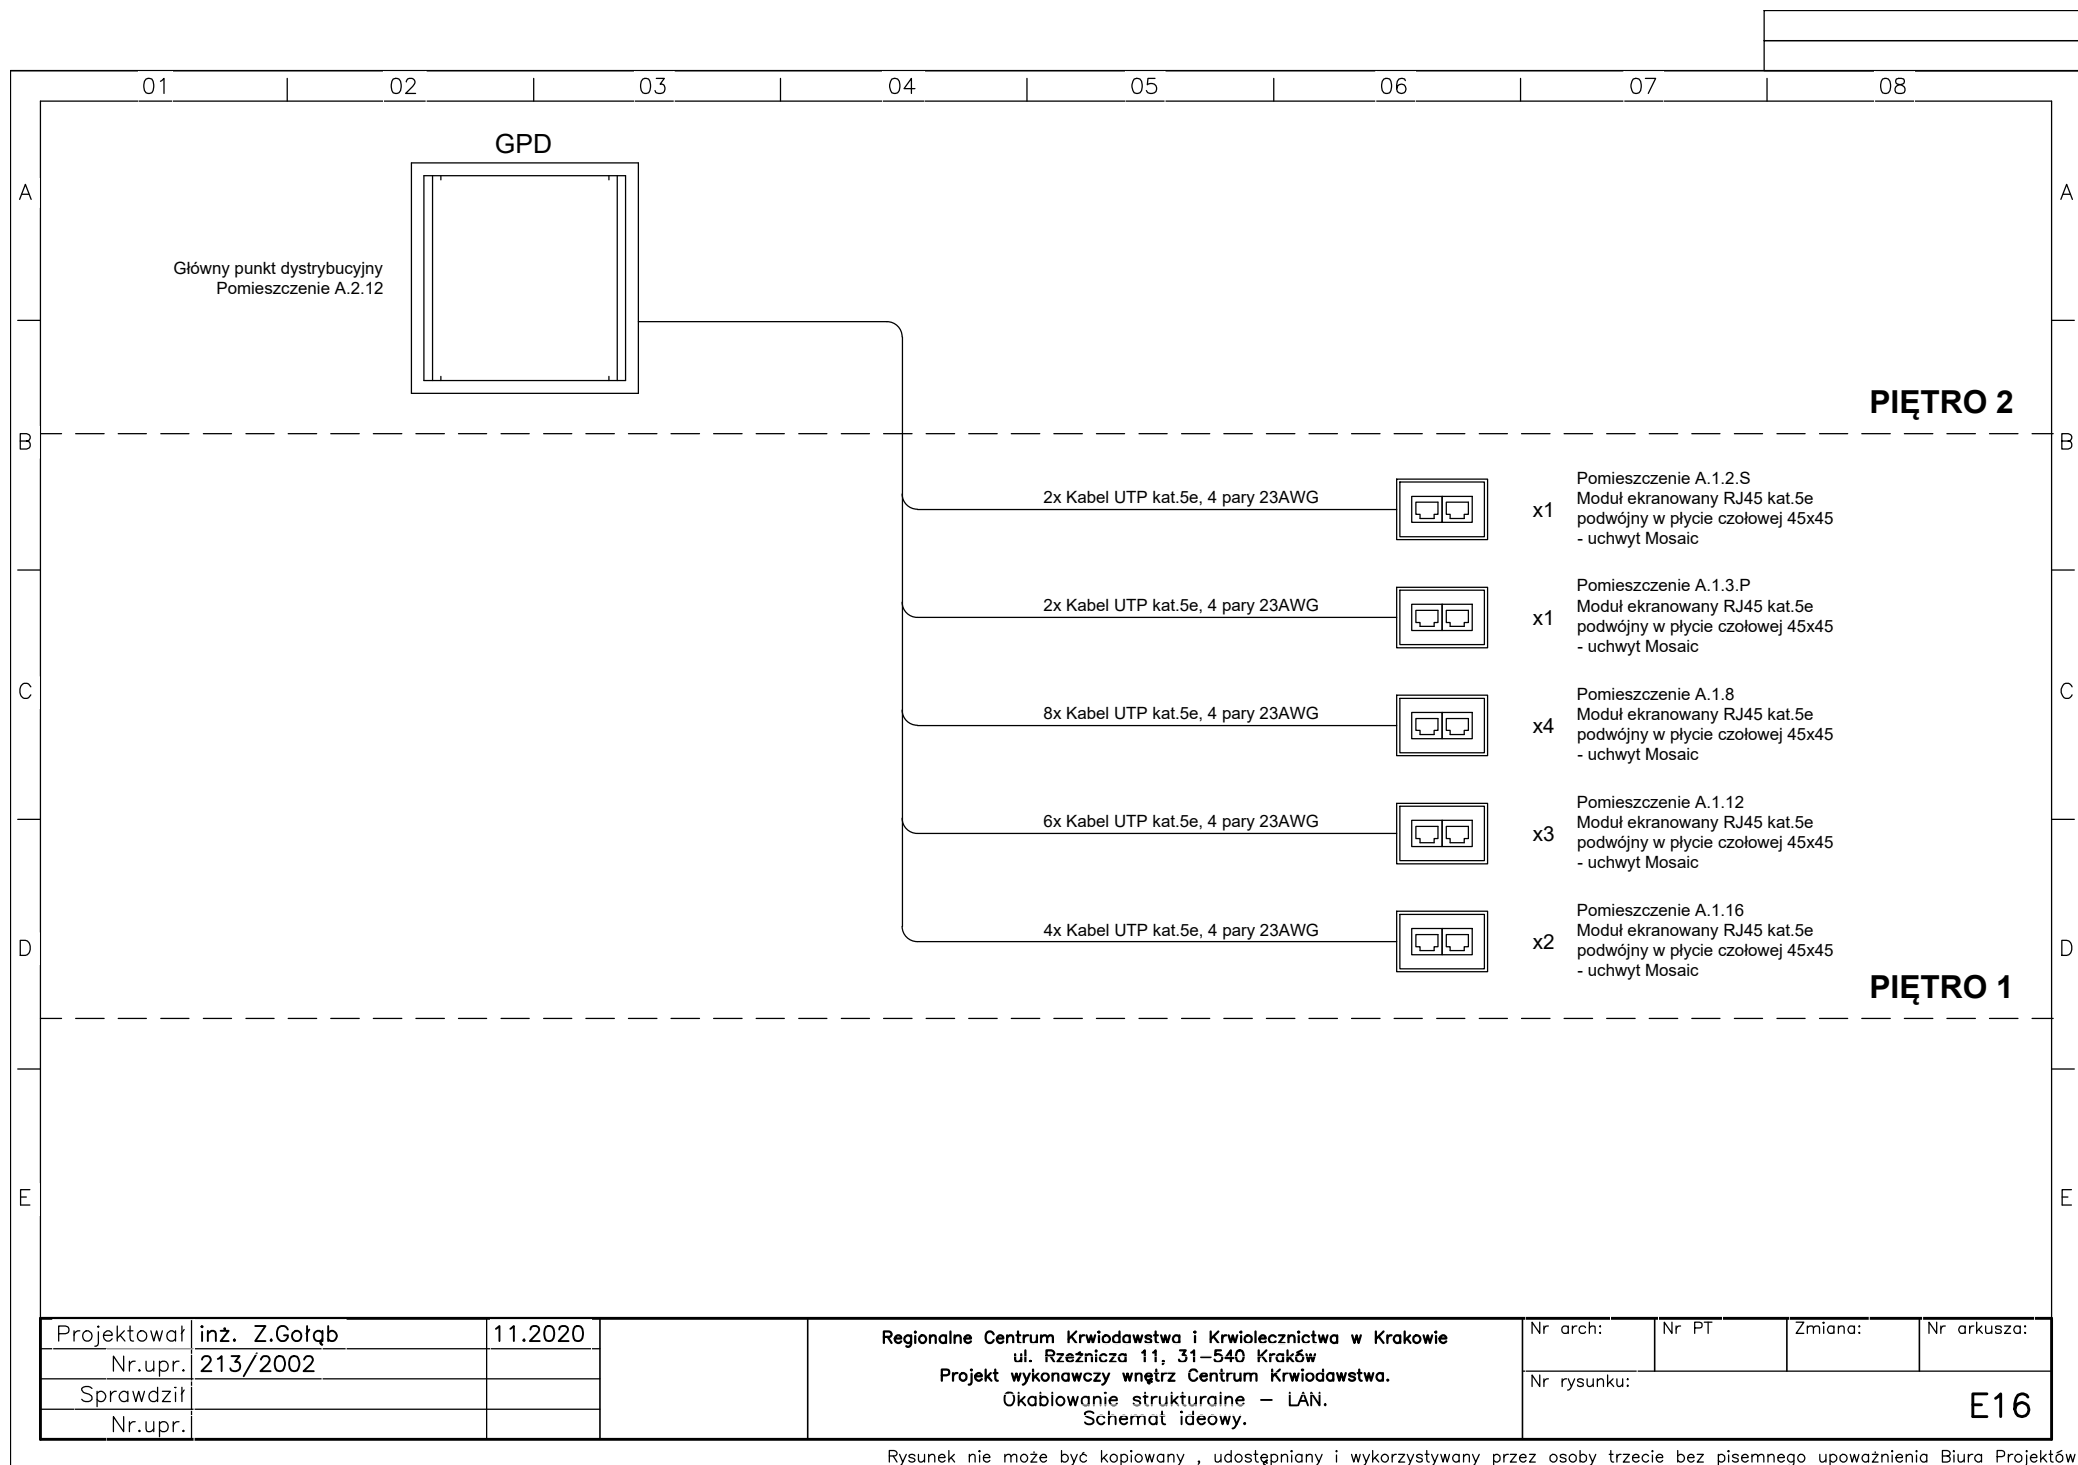 01 02 03 04 05 06 07 08
GPD
A A
Główny punkt dystrybucyjny
Pomieszczenie A.2.12
PIĘTRO 2
B B
2x Kabel UTP kat.5e, 4 pary 23AWG
x1
Pomieszczenie A.1.2.S
Moduł ekranowany RJ45 kat.5e
podwójny w płycie czołowej 45x45
- uchwyt Mosaic
2x Kabel UTP kat.5e, 4 pary 23AWG
x1
Pomieszczenie A.1.3.P
Moduł ekranowany RJ45 kat.5e
podwójny w płycie czołowej 45x45
- uchwyt Mosaic
C C
8x Kabel UTP kat.5e, 4 pary 23AWG
x4
Pomieszczenie A.1.8
Moduł ekranowany RJ45 kat.5e
podwójny w płycie czołowej 45x45
- uchwyt Mosaic
6x Kabel UTP kat.5e, 4 pary 23AWG
x3
Pomieszczenie A.1.12
Moduł ekranowany RJ45 kat.5e
podwójny w płycie czołowej 45x45
- uchwyt Mosaic
D D
4x Kabel UTP kat.5e, 4 pary 23AWG
x2
Pomieszczenie A.1.16
Moduł ekranowany RJ45 kat.5e
podwójny w płycie czołowej 45x45
- uchwyt Mosaic
PIĘTRO 1
E E
Projektował inż. Z.Gołąb 11.2020
Nr.upr. 213/2002
Sprawdził
Nr.upr.
Regionalne Centrum Krwiodawstwa i Krwiolecznictwa w Krakowie
ul. Rzeźnicza 11, 31-540 Kraków
Projekt wykonawczy wnętrz Centrum Krwiodawstwa.
Okablowanie strukturalne – LAN.
Schemat ideowy.
Nr arch: Nr PT Zmiana: Nr arkusza:
Nr rysunku:
E16
Rysunek nie może być kopiowany , udostępniany i wykorzystywany przez osoby trzecie bez pisemnego upoważnienia Biura Projektów